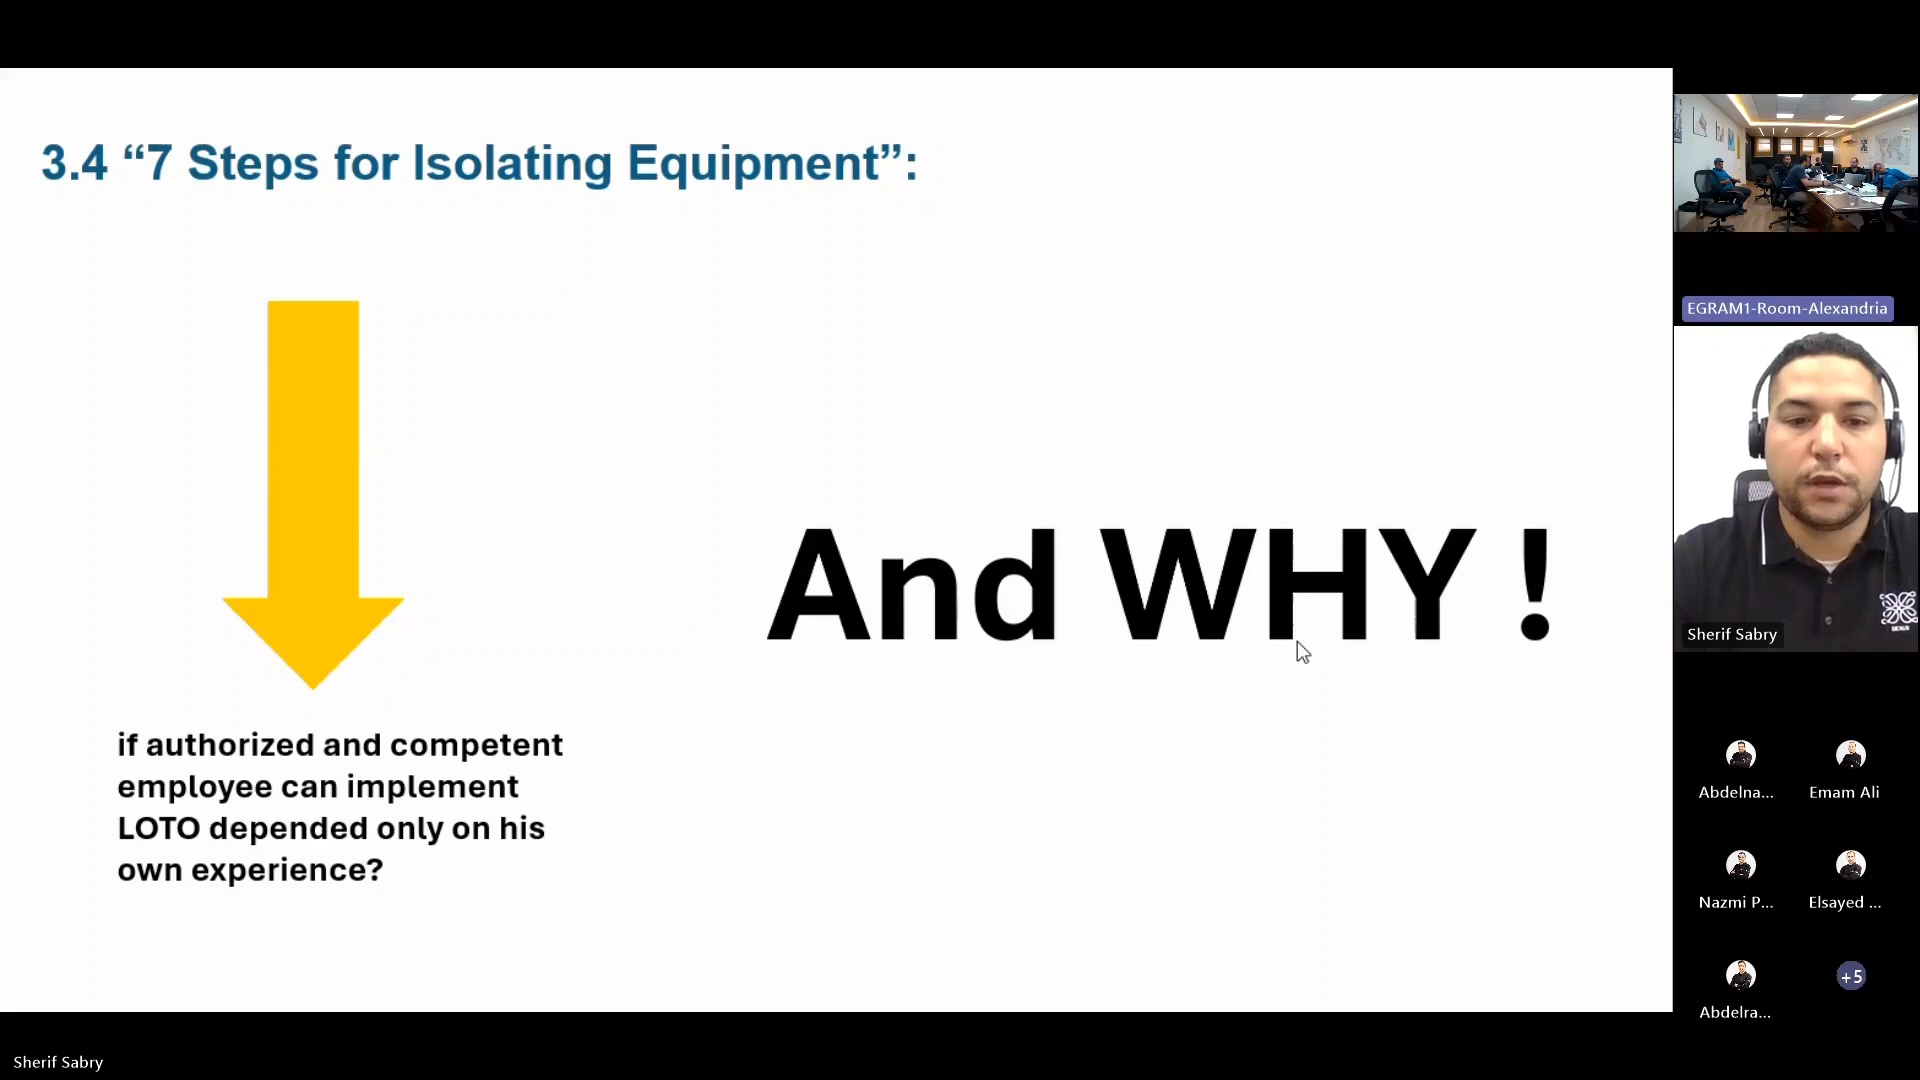 3.4 “7 Steps for Isolating Equipment”:
And WHY !
if authorized and competent
employee can implement
LOTO depended only on his
own experience?
EGRAM1-Room-Alexandria
Sherif Sabry
Abdelna...
Emam Ali
Nazmi P...
Elsayed ...
Abdelra...
+5
Sherif Sabry